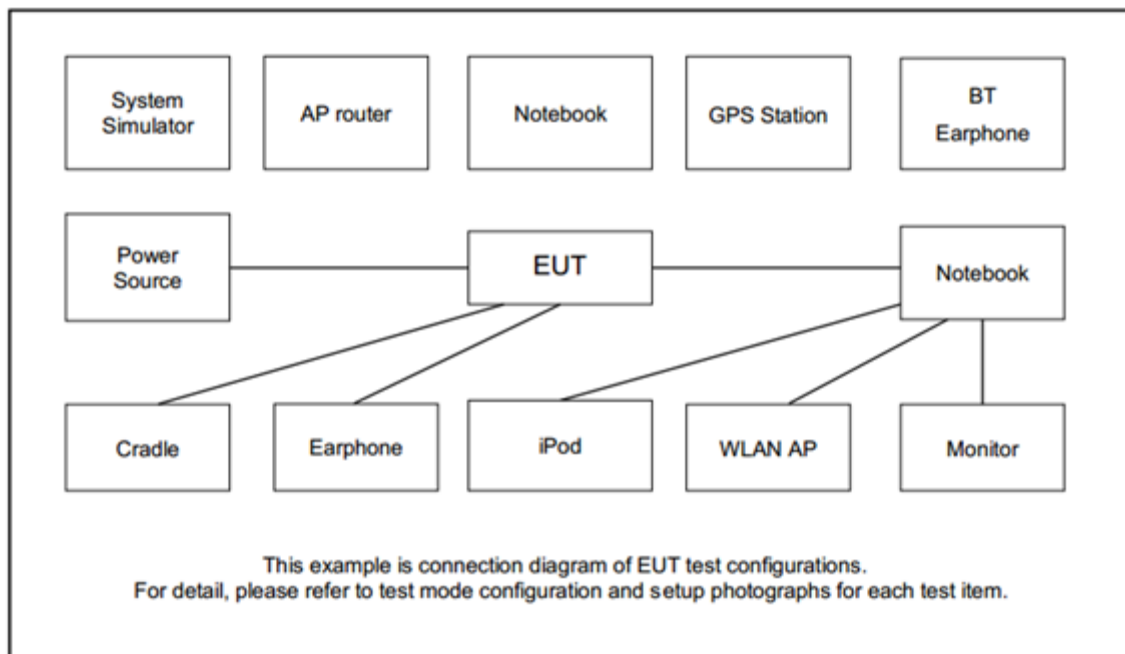 System
Simulator
AP router
Notebook
GPS Station
BT
Earphone
Power
Source
EUT
Notebook
Cradle
Earphone
iPod
WLAN AP
Monitor
This example is connection diagram of EUT test configurations.
For detail, please refer to test mode configuration and setup photographs for each test item.